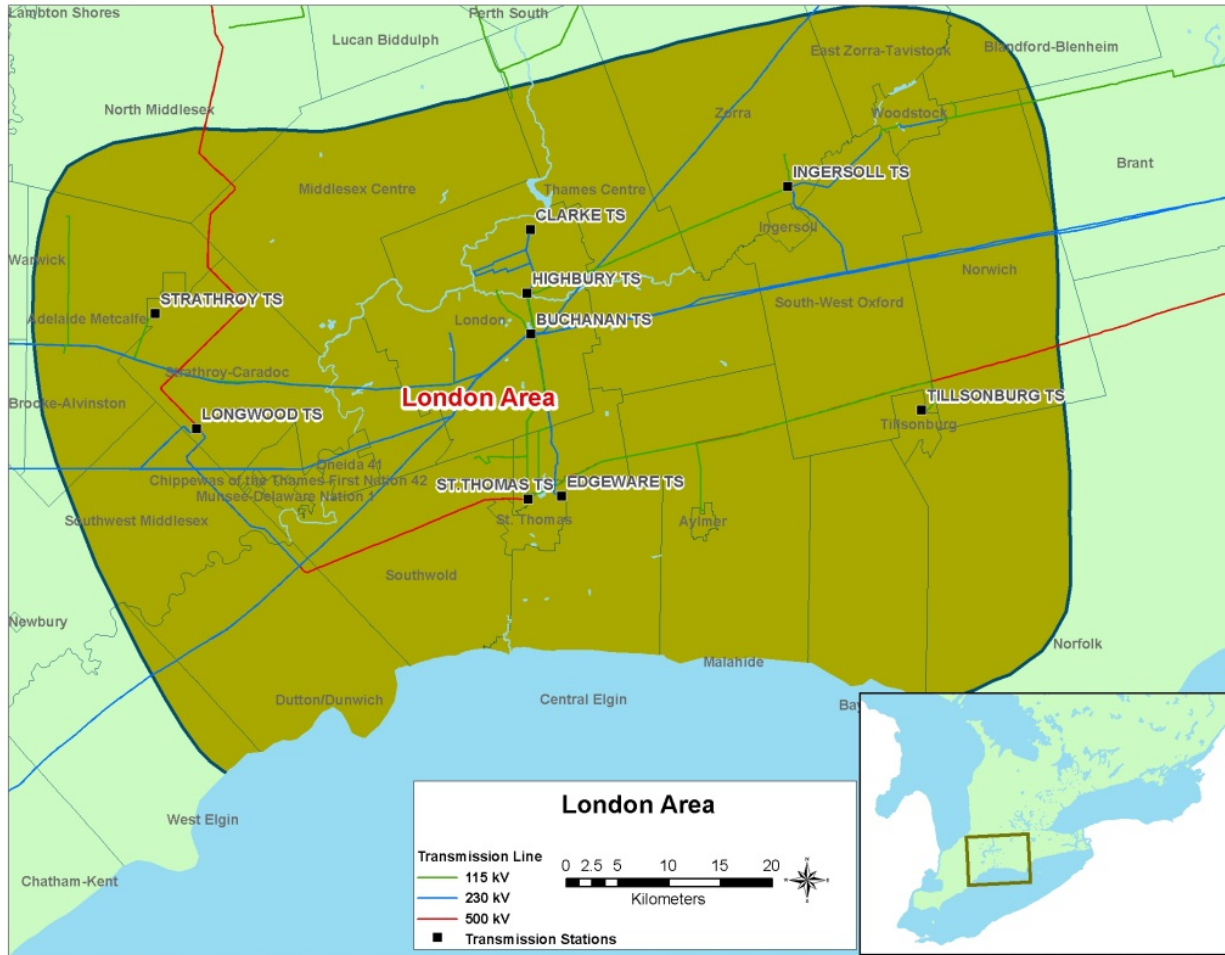 Lambton Shores
Perth South
Lucan Biddulph
East Zorra-Tavistock
Blandford-Blenheim
North Middlesex
Zorra
Woodstock
Brant
INGERSOLL TS
Middlesex Centre
Thames Centre
CLARKE TS
Ingersoll
Warwick
HIGHBURY TS
Norwich
STRATHROY TS
South-West Oxford
Adelaide Metcalfe
London
BUCHANAN TS
Strathroy-Caradoc
London Area
Brooke-Alvinston
TILLSONBURG TS
LONGWOOD TS
Tillsonburg
Oneida 41
Chippewas of the Thames First Nation 42
ST.THOMAS TS
EDGEWARE TS
Munsee-Delaware Nation 1
Southwest Middlesex
St. Thomas
Aylmer
Southwold
Newbury
Norfolk
Malahide
Dutton/Dunwich
Central Elgin
Bay
West Elgin
Chatham-Kent
London Area
Transmission Line
115 kV
230 kV
500 kV
Transmission Stations
0 2.5 5 10 15 20
Kilometers